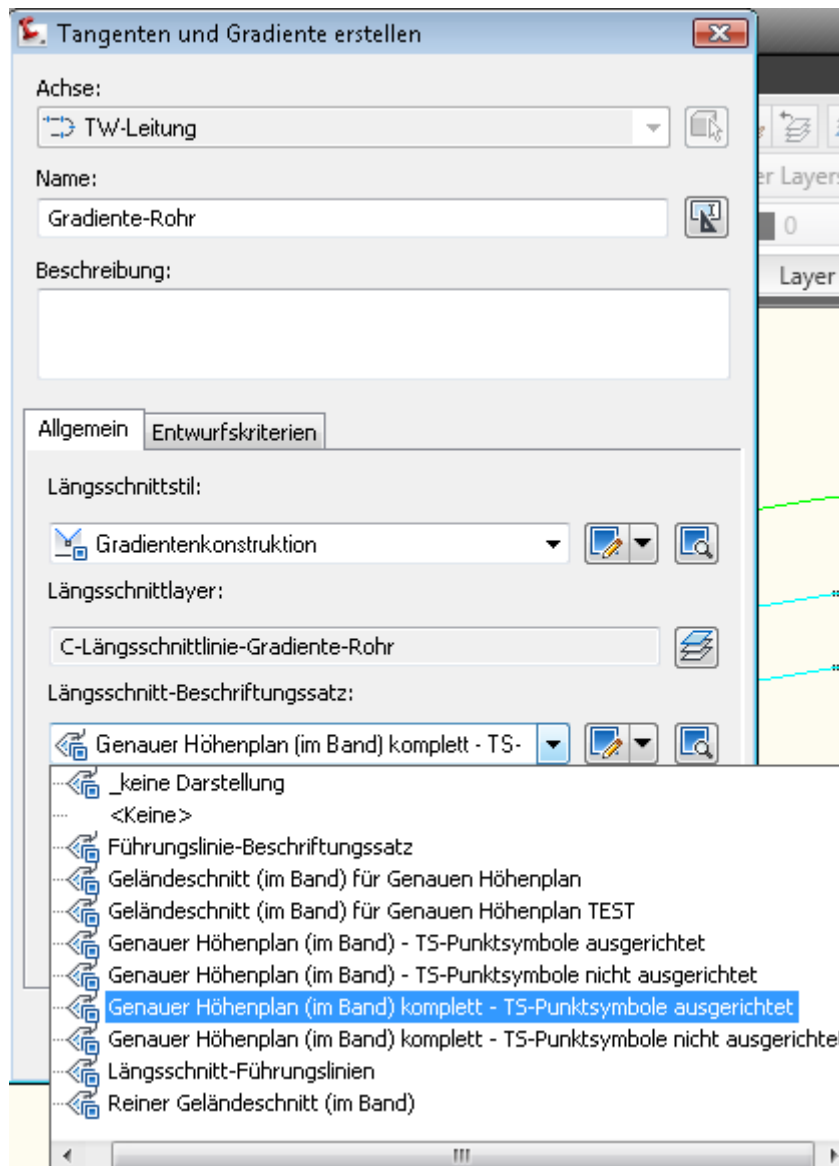 Tangenten und Gradiente erstellen
Achse:
TW-Leitung
Name:
Gradiente-Rohr
er Layers
0
Layer
Beschreibung:
Allgemein
Entwurfskriterien
Längsschnittstil:
Gradientenkonstruktion
Längsschnittlayer:
C-Längsschnittlinie-Gradiente-Rohr
Längsschnitt-Beschriftungssatz:
Genauer Höhenplan (im Band) komplett - TS-
_keine Darstellung
<Keine>
Führungslinie-Beschriftungssatz
Geländeschnitt (im Band) für Genauen Höhenplan
Geländeschnitt (im Band) für Genauen Höhenplan TEST
Genauer Höhenplan (im Band) - TS-Punktsymbole ausgerichtet
Genauer Höhenplan (im Band) - TS-Punktsymbole nicht ausgerichtet
Genauer Höhenplan (im Band) komplett - TS-Punktsymbole ausgerichtet
Genauer Höhenplan (im Band) komplett - TS-Punktsymbole nicht ausgerichtet
Längsschnitt-Führungslinien
Reiner Geländeschnitt (im Band)